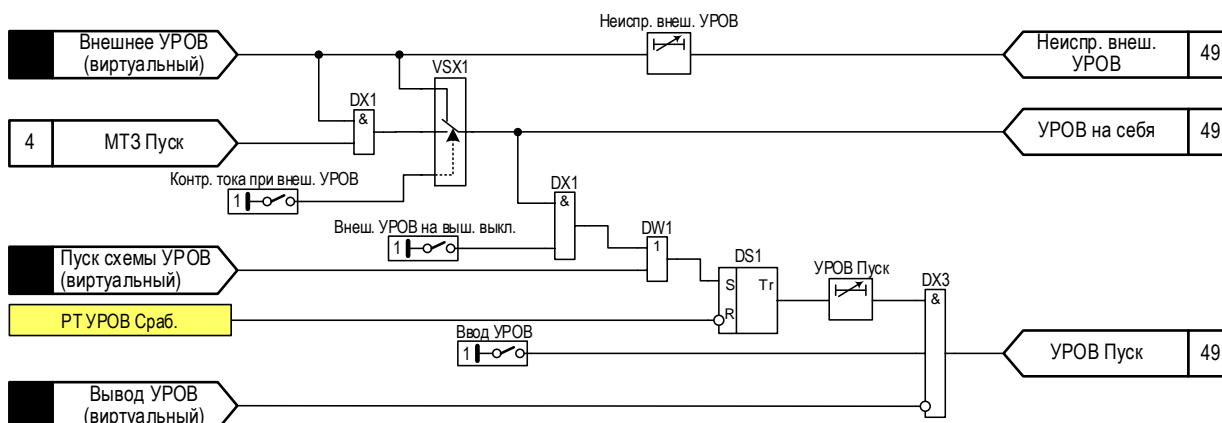 Неиспр. внеш. УРОВ
Внешнее УРОВ
(виртуальный)
Неиспр. внеш.
УРОВ
49
VSX1
DX1
&
4
МТЗ Пуск
УРОВ на себя
49
Контр. тока при внеш. УРОВ
1
DX1
&
Внеш. УРОВ на выш. выкл.
1
DW1
1
Пуск схемы УРОВ
(виртуальный)
DS1
S
Tr
R
УРОВ Пуск
DX3
&
РТ УРОВ Сраб.
Ввод УРОВ
1
УРОВ Пуск
49
Вывод УРОВ
(виртуальный)